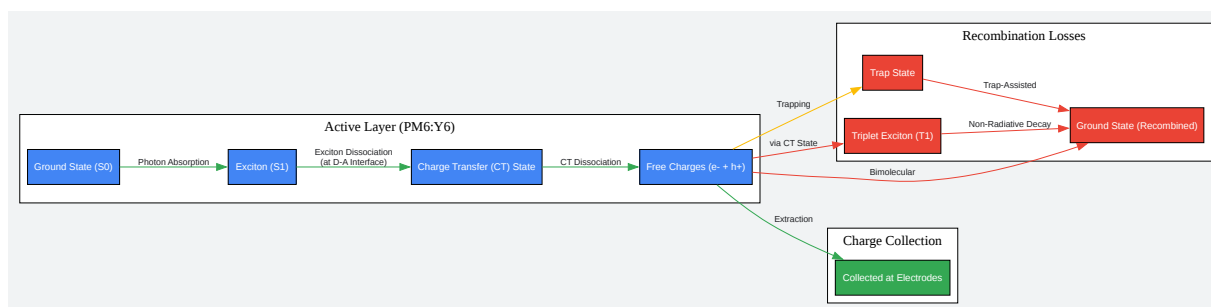 Recombination Losses
Trap State
Trap-Assisted
Trapping
Active Layer (PM6:Y6)
Triplet Exciton (T1)
Non-Radiative Decay
Ground State (Recombined)
via CT State
Ground State (S0)
Photon Absorption
Exciton (S1)
Exciton Dissociation
(at D-A Interface)
Charge Transfer (CT) State
CT Dissociation
Free Charges (e- + h+)
Bimolecular
Extraction
Charge Collection
Collected at Electrodes